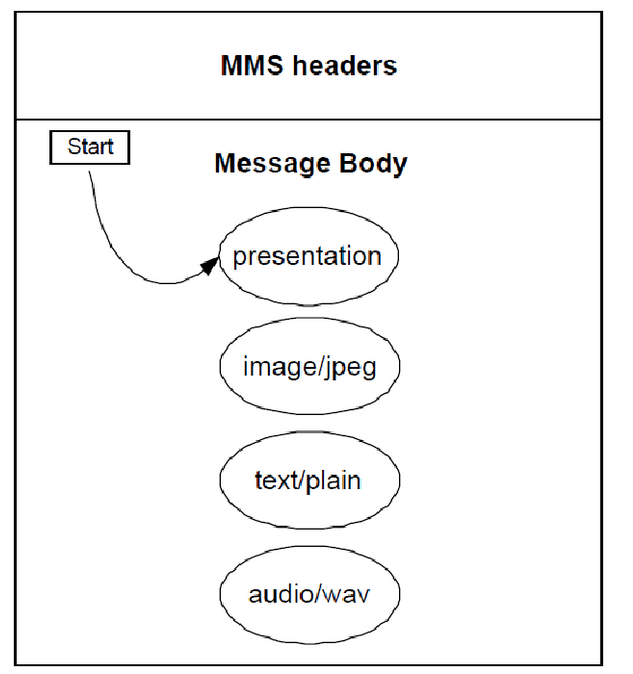 MMS headers
Start
Message Body
presentation
image/jpeg
text/plain
audio/wav